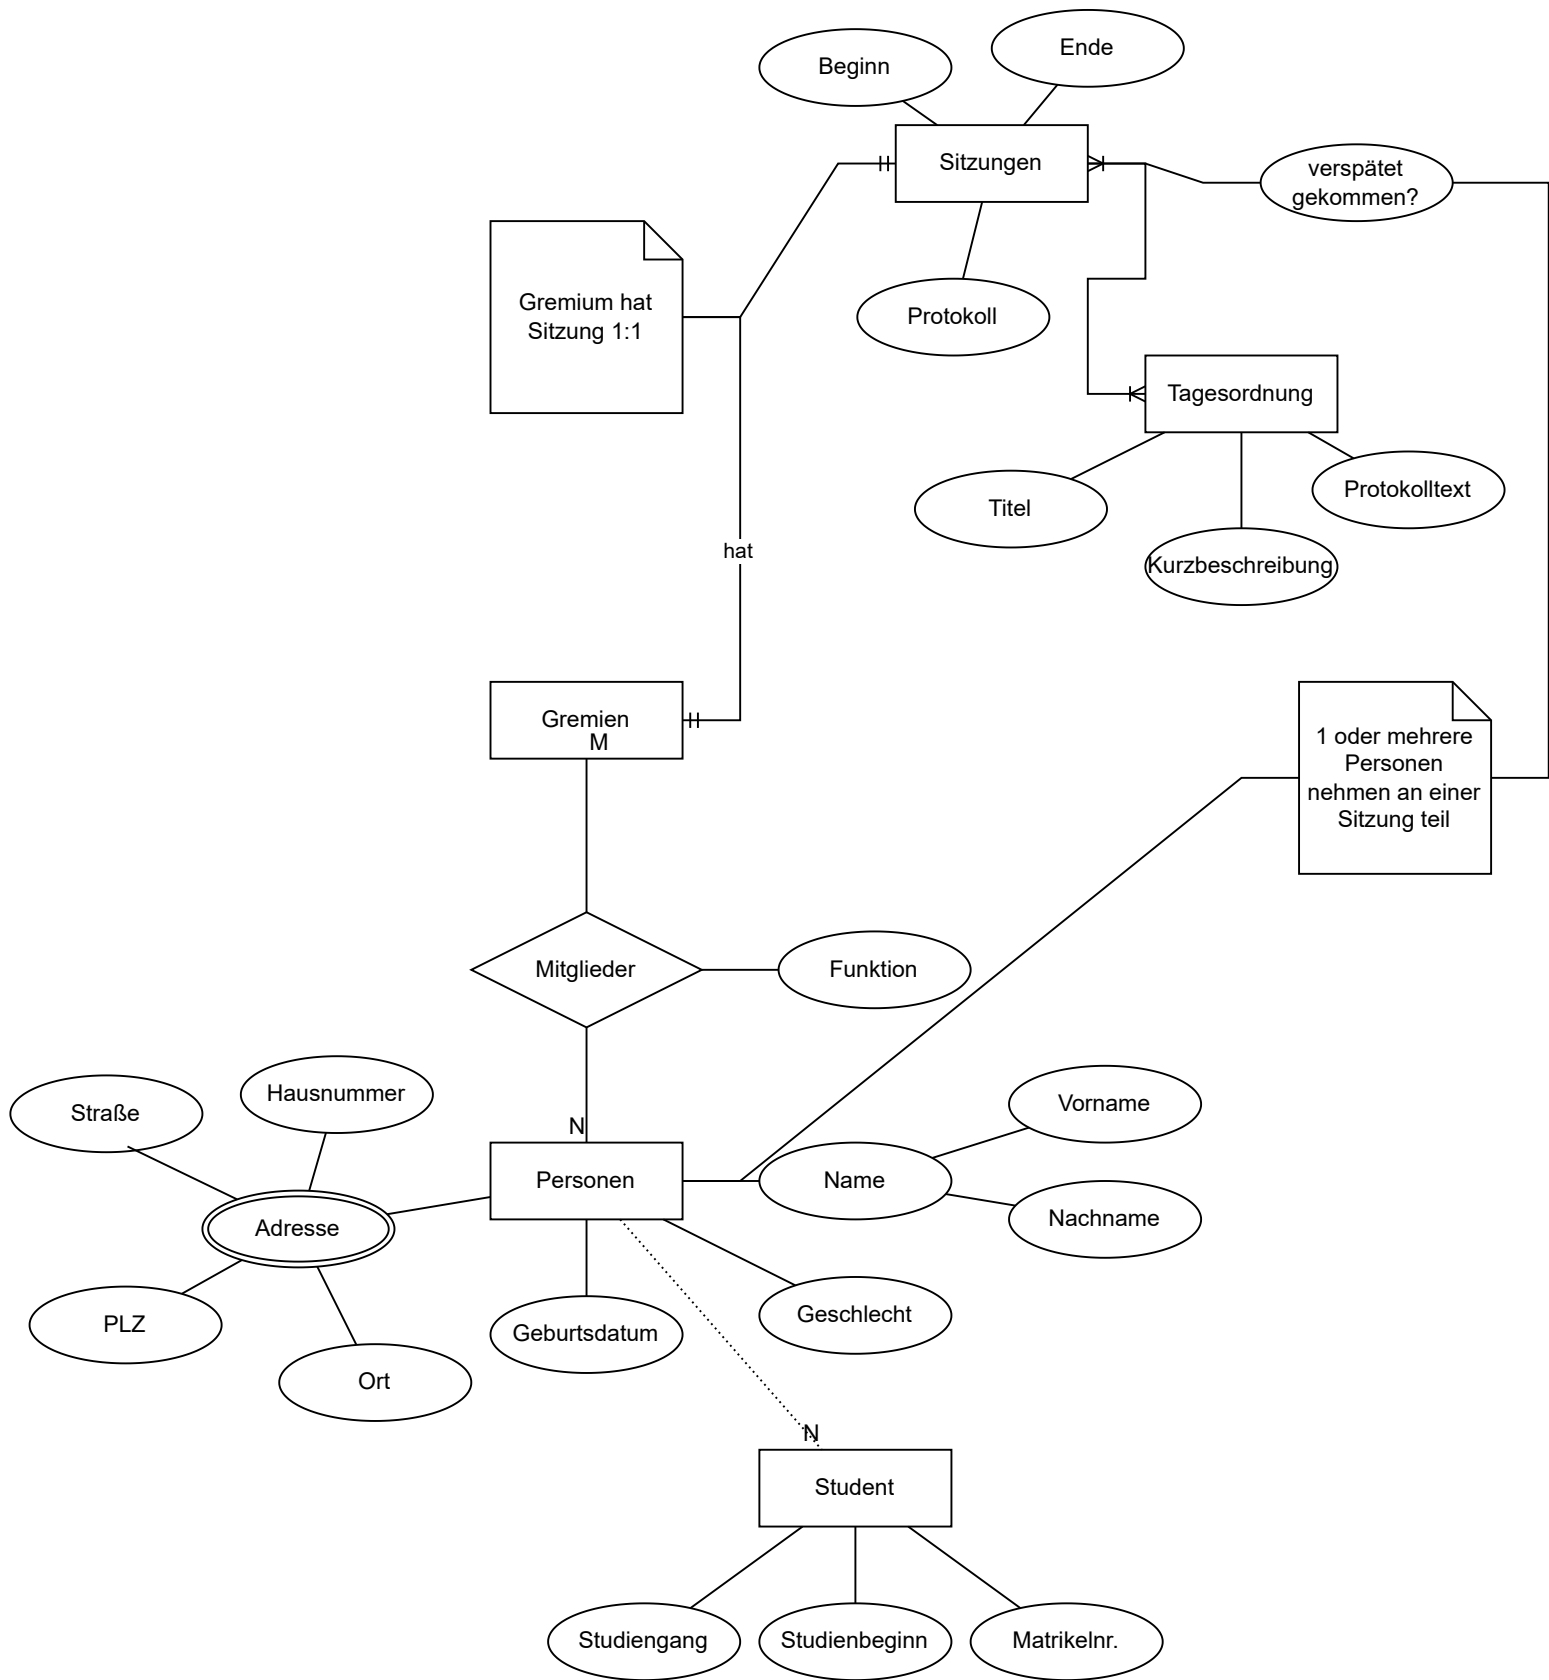 Ende
Beginn
Sitzungen
verspätet
gekommen?
Gremium hat
Sitzung 1:1
Protokoll
Tagesordnung
Titel
Protokolltext
Kurzbeschreibung
hat
Gremien
M
1 oder mehrere
Personen
nehmen an einer
Sitzung teil
Mitglieder
Funktion
Straße
Hausnummer
N
Vorname
Personen
Name
Nachname
Adresse
PLZ
Geburtsdatum
Geschlecht
Ort
N
Student
Studiengang
Studienbeginn
Matrikelnr.